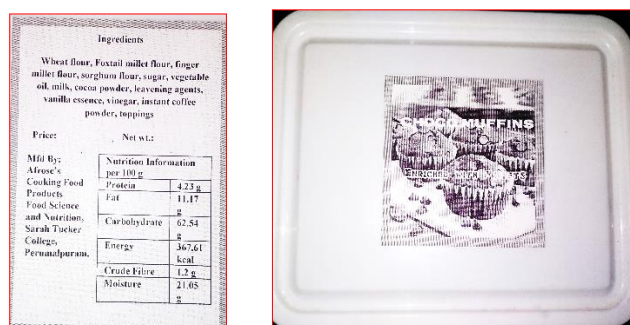 Ingredients
Wheat flour, Foxtail millet flour, finger
millet flour, sorghum flour, sugar, vegetable
oil, milk, cocoa powder, leavening agents,
vanilla essence, vinegar, instant coffee
powder, toppings
Price: Net wt.:
Mfd By:
Afrose's
Cooking Food
Products
Food Science
and Nutrition,
Sarah Tucker
College,
Perumalpuram.
Nutrition Information
per 100 g
Protein 4.23 g
Fat 11.17
g
Carbohydrate 62.54
g
Energy 367.61
kcal
Crude Fibre 1.2 g
Moisture 21.05
g
CHOCO MUFFINS
ENRICHED WITH MILLETS